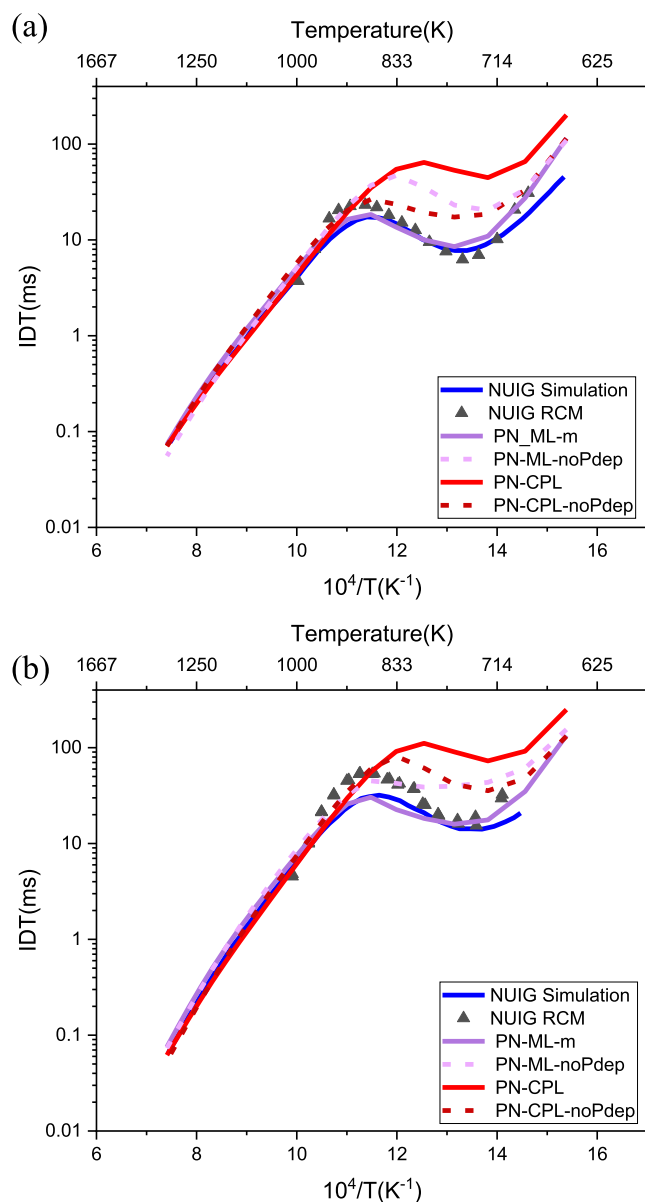 (a)
Temperature(K)
1667 1250 1000 833 714 625
100
10
1
0.1
0.01
IDT(ms)
NUIG Simulation
NUIG RCM
PN_ML-m
PN-ML-noPdep
PN-CPL
PN-CPL-noPdep
6 8 10 12 14 16
10⁴/T(K⁻¹)
(b)
Temperature(K)
1667 1250 1000 833 714 625
100
10
1
0.1
0.01
IDT(ms)
NUIG Simulation
NUIG RCM
PN-ML-m
PN-ML-noPdep
PN-CPL
PN-CPL-noPdep
6 8 10 12 14 16
10⁴/T(K⁻¹)